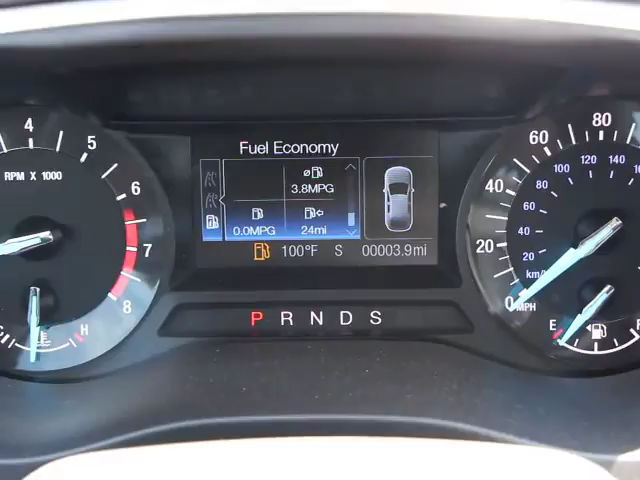 4
5
6
7
8
RPM X 1000
C H
Fuel Economy
ø
3.8MPG
0.0MPG 24mi
100°F S 00003.9mi
P R N D S
80
60
40
20
0 MPH
100 120 140
80
60
40
20
km/
E